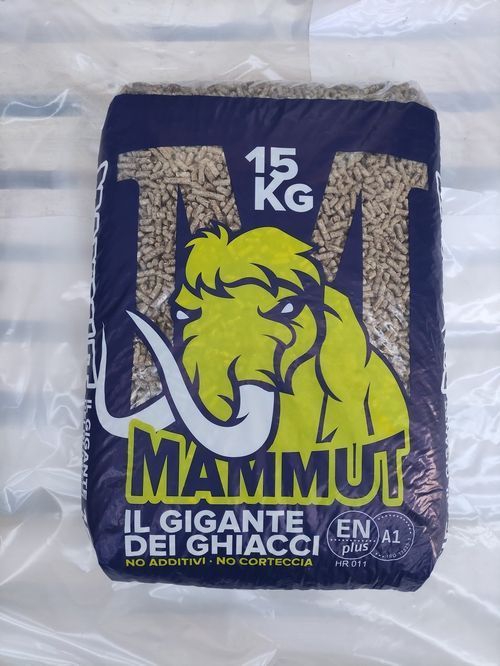 15
KG
MAMMUT
IL GIGANTE
DEI GHIACCI
NO ADDITIVI · NO CORTECCIA
EN
plus
A1
HR 011
IL GIGANTE